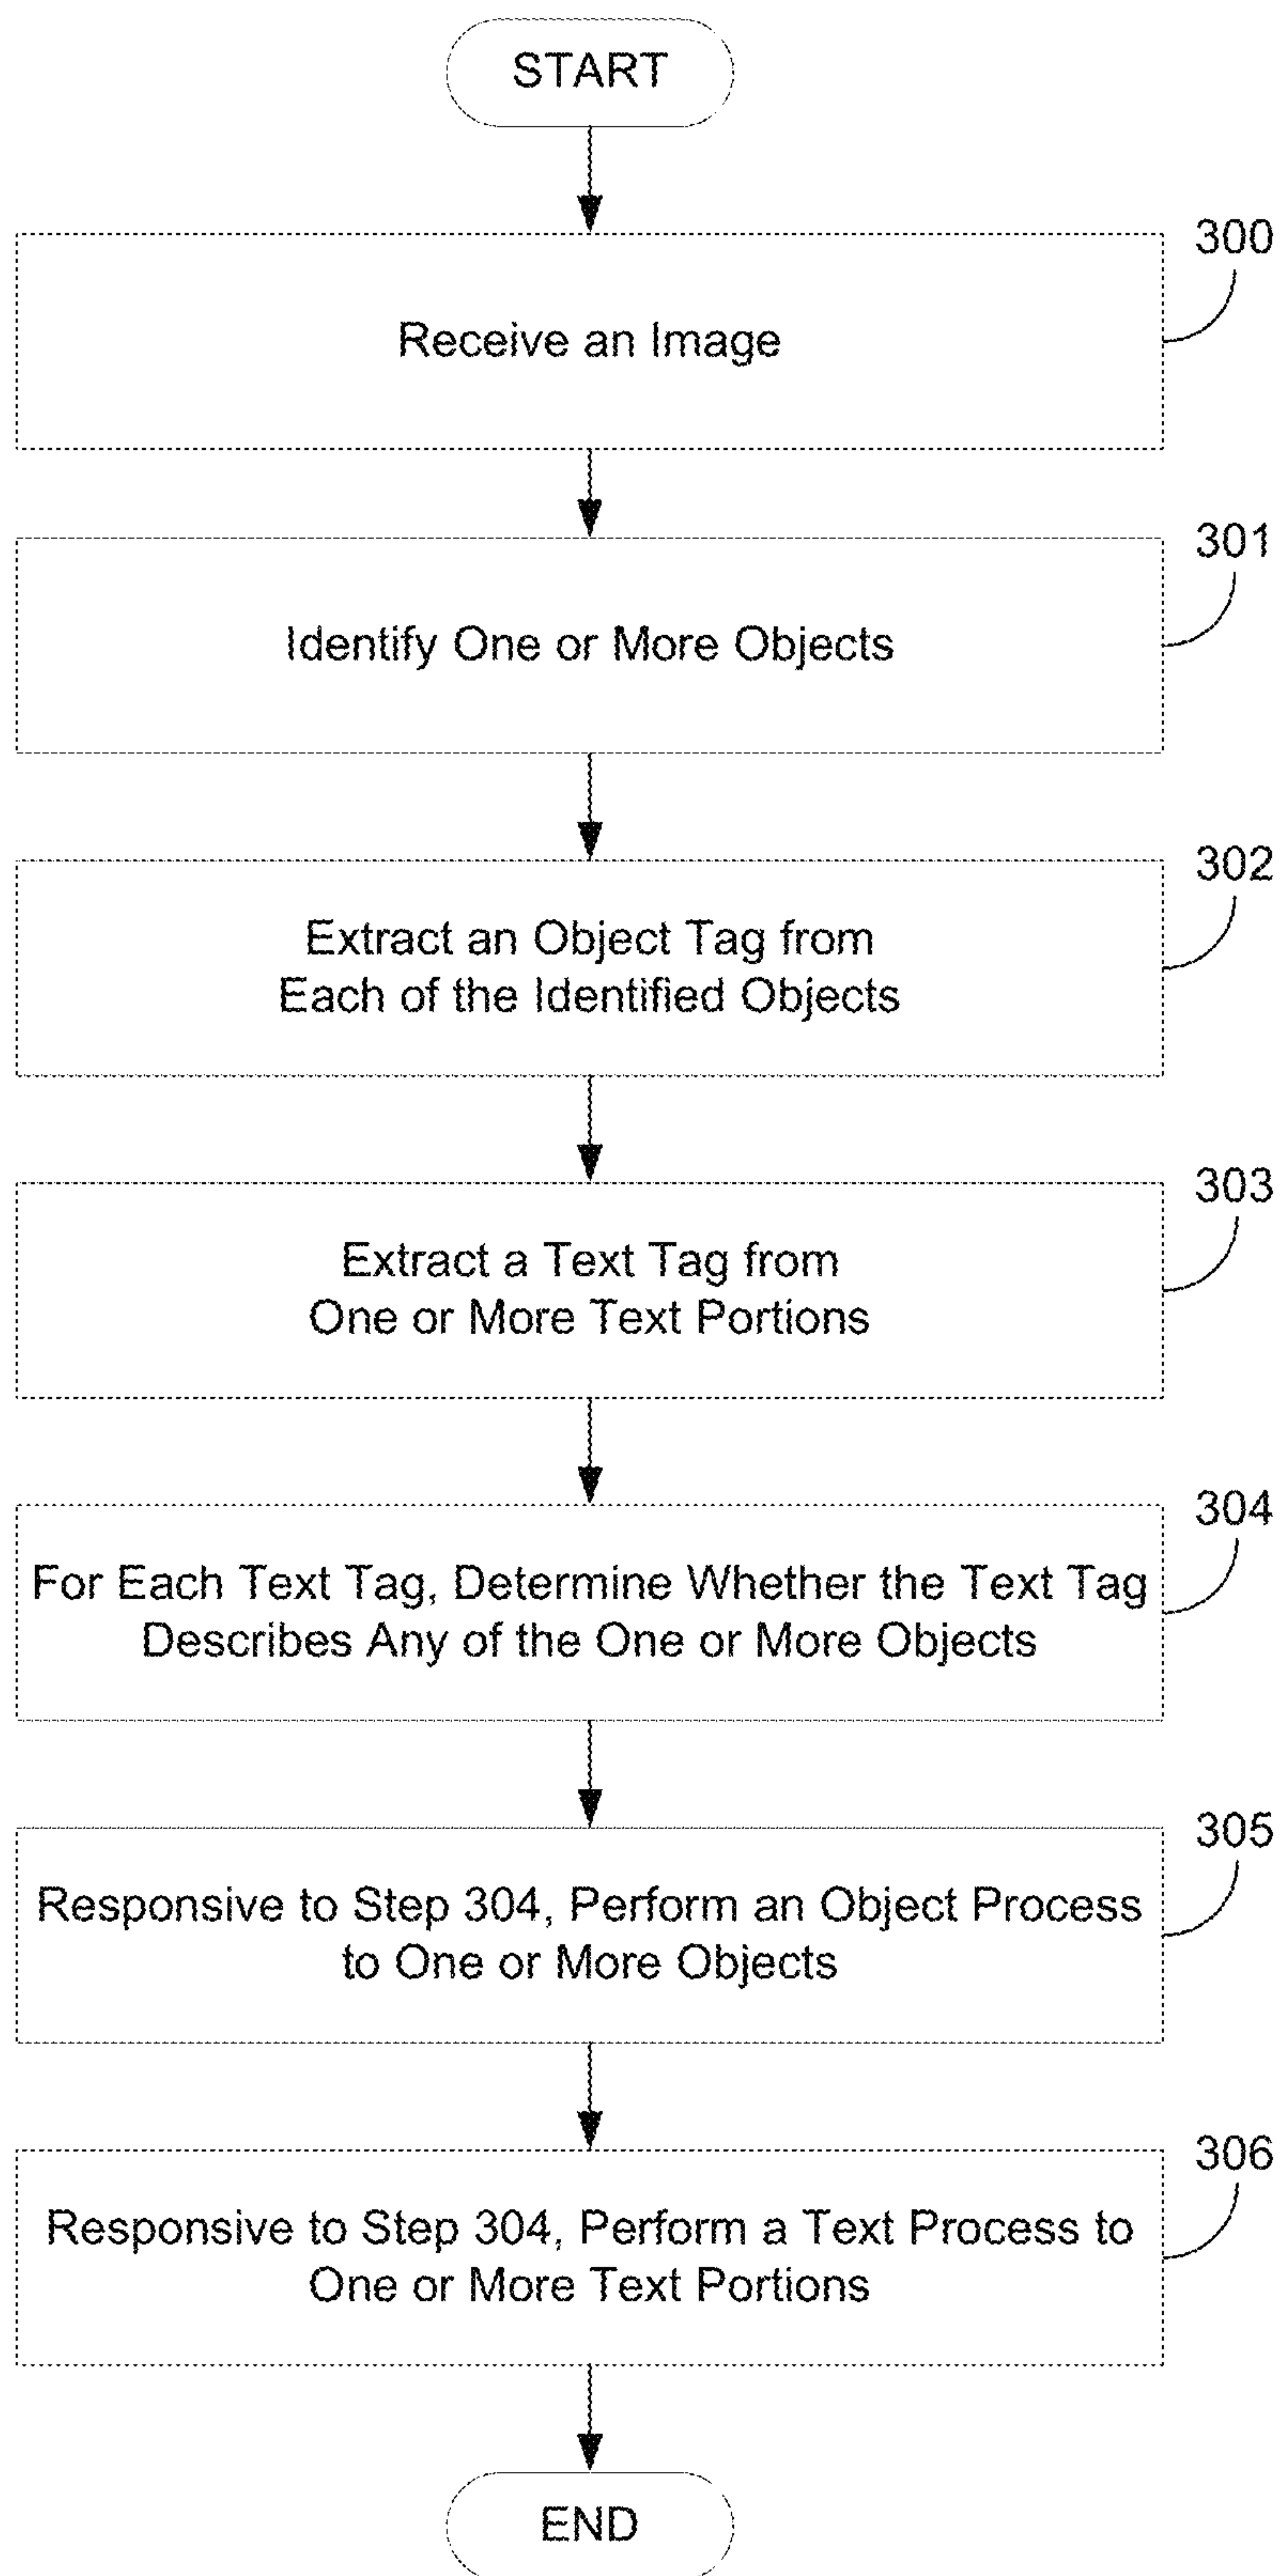 START
300
Receive an Image
301
Identify One or More Objects
302
Extract an Object Tag from
Each of the Identified Objects
303
Extract a Text Tag from
One or More Text Portions
304
For Each Text Tag, Determine Whether the Text Tag
Describes Any of the One or More Objects
305
Responsive to Step 304, Perform an Object Process
to One or More Objects
306
Responsive to Step 304, Perform a Text Process to
One or More Text Portions
END